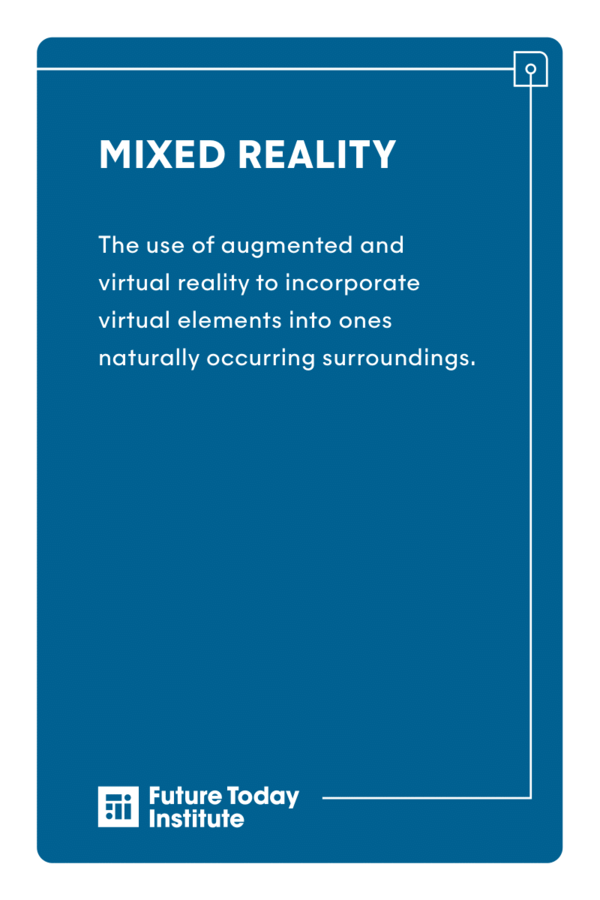 MIXED REALITY
The use of augmented and
virtual reality to incorporate
virtual elements into ones
naturally occurring surroundings.
Future Today
Institute